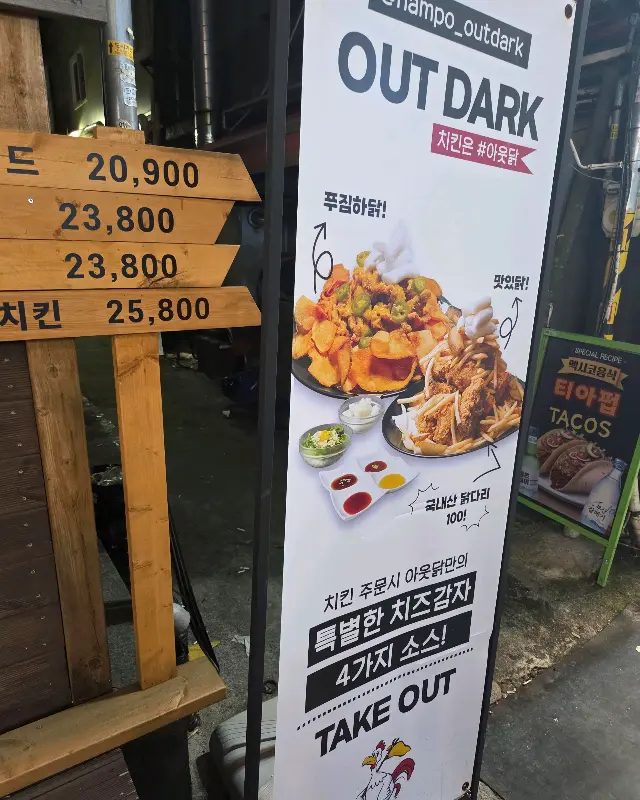 드 20,900
23,800
23,800
치킨 25,800
@nampo_outdark
OUT DARK
치킨은 #아웃닭
푸짐하닭!
맛있닭!
국내산 닭다리
100!
치킨 주문시 아웃닭만의
특별한 치즈감자
4가지 소스!
TAKE OUT
SPECIAL RECIPE
멕시코음식
티아펍
TACOS